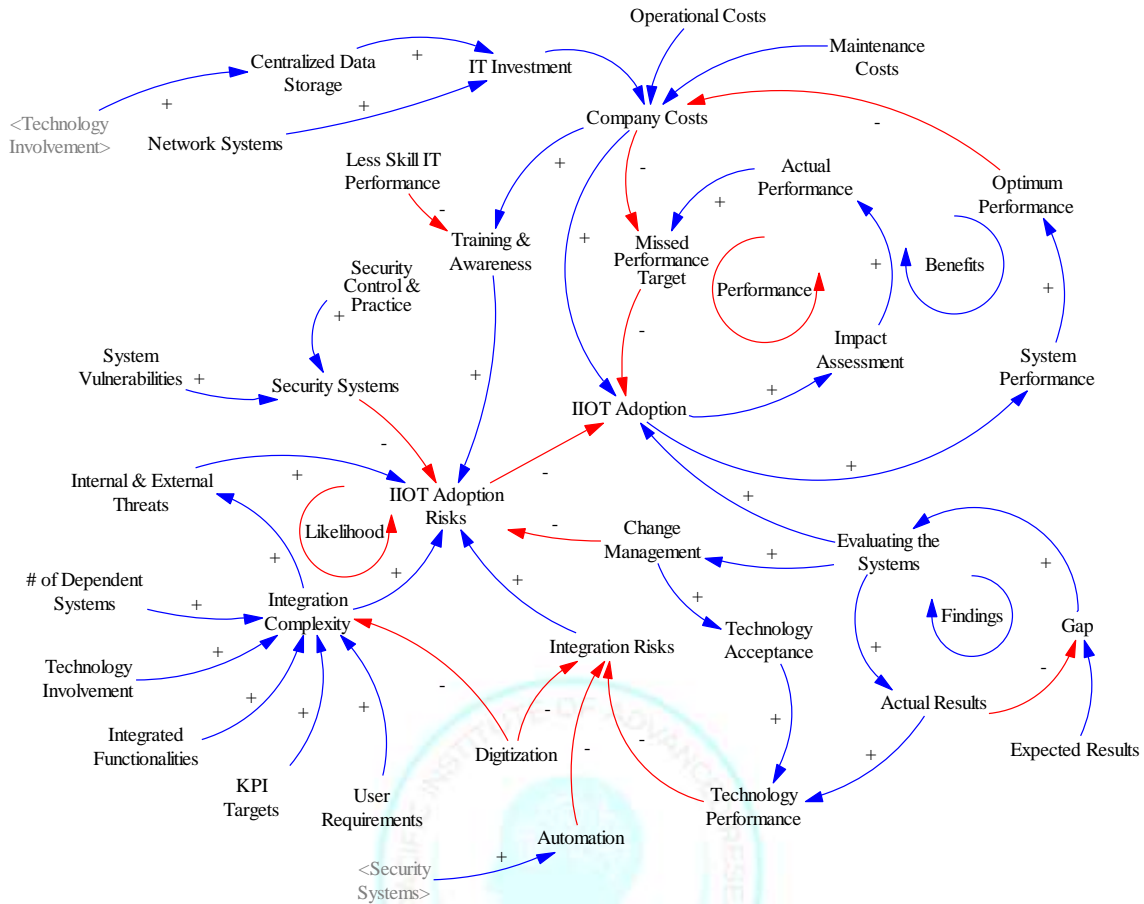 Operational Costs
Maintenance
Costs
Centralized Data
Storage
+
IT Investment
+
+
<Technology
Involvement>
Network Systems
Company Costs
-
Less Skill IT
Performance
-
+
-
Actual
Performance
+
Optimum
Performance
Training &
Awareness
+
Missed
Performance
Target
Performance
+
Benefits
+
Security
Control &
Practice
+
-
Impact
Assessment
System
Performance
System
Vulnerabilities
+
Security Systems
+
+
IIOT Adoption
-
-
+
+
Internal & External
Threats
+
IIOT Adoption
Risks
Likelihood
-
Change
Management
+
Evaluating the
Systems
+
+
+
+
+
# of Dependent
Systems
+
Integration
Complexity
+
Technology
Acceptance
+
Findings
Gap
Technology
Involvement
+
Integration Risks
-
-
Actual Results
-
Integrated
Functionalities
+
+
+
-
-
-
+
+
Digitization
Expected Results
KPI
Targets
User
Requirements
Technology
Performance
Automation
+
<Security
Systems>